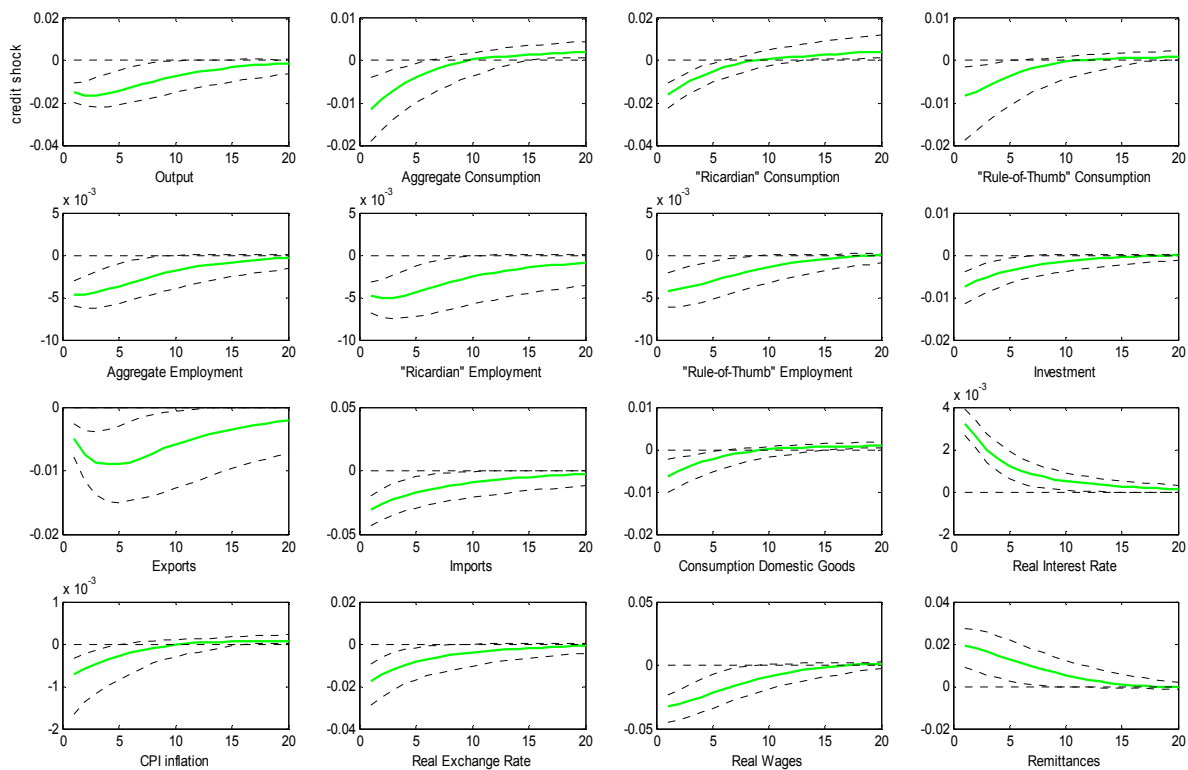 0.02 0.01 0.02 0.01
0 0 0 0
-0.02 -0.01 -0.02 -0.01
-0.04 -0.02 -0.04 -0.02
credit shock
0 5 10 15 20 0 5 10 15 20 0 5 10 15 20 0 5 10 15 20
Output Aggregate Consumption "Ricardian" Consumption "Rule-of-Thumb" Consumption
x 10-3 x 10-3 x 10-3
5 5 5 0.01
0 0 0 0
-5 -5 -5 -0.01
-10 -10 -10 -0.02
0 5 10 15 20 0 5 10 15 20 0 5 10 15 20 0 5 10 15 20
Aggregate Employment "Ricardian" Employment "Rule-of-Thumb" Employment Investment
x 10-3
0 0.05 0.01 4
2
-0.01 0 0 0
-0.02 -0.05 -0.01 -2
-0.02
0 5 10 15 20 0 5 10 15 20 0 5 10 15 20 0 5 10 15 20
Exports Imports Consumption Domestic Goods Real Interest Rate
x 10-3
1 0.02 0.05 0.04
0 0 0 0.02
-1 -0.02 0
-2 -0.04 -0.05 -0.02
0 5 10 15 20 0 5 10 15 20 0 5 10 15 20 0 5 10 15 20
CPI inflation Real Exchange Rate Real Wages Remittances